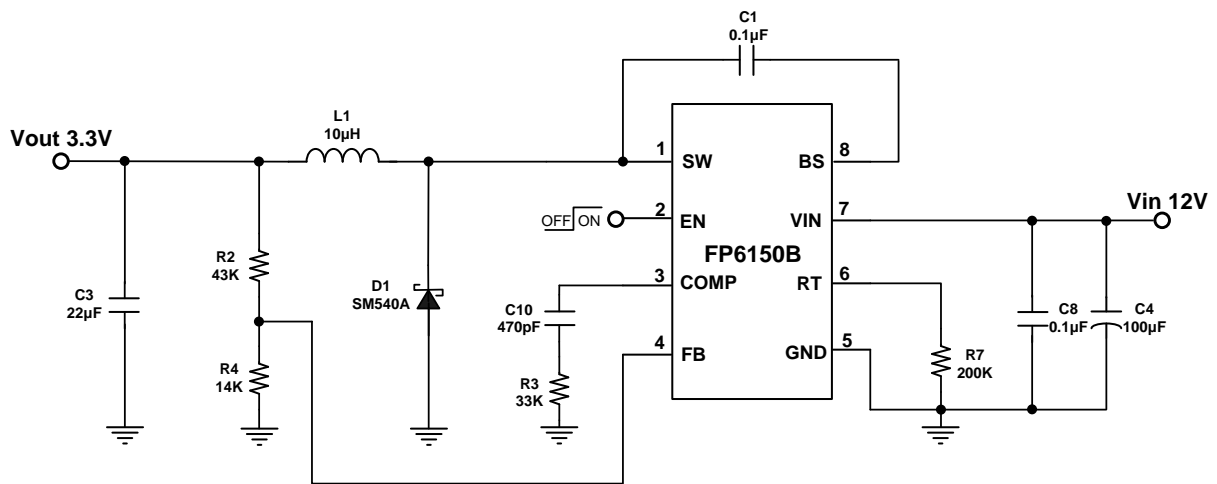 C1
0.1µF
Vout 3.3V
L1
10µH
1
SW
BS
8
OFF ON
2
EN
VIN
7
Vin 12V
FP6150B
R2
43K
D1
SM540A
3
COMP
RT
6
C3
22µF
C10
470pF
C8
0.1µF
C4
100µF
4
FB
GND
5
R4
14K
R3
33K
R7
200K